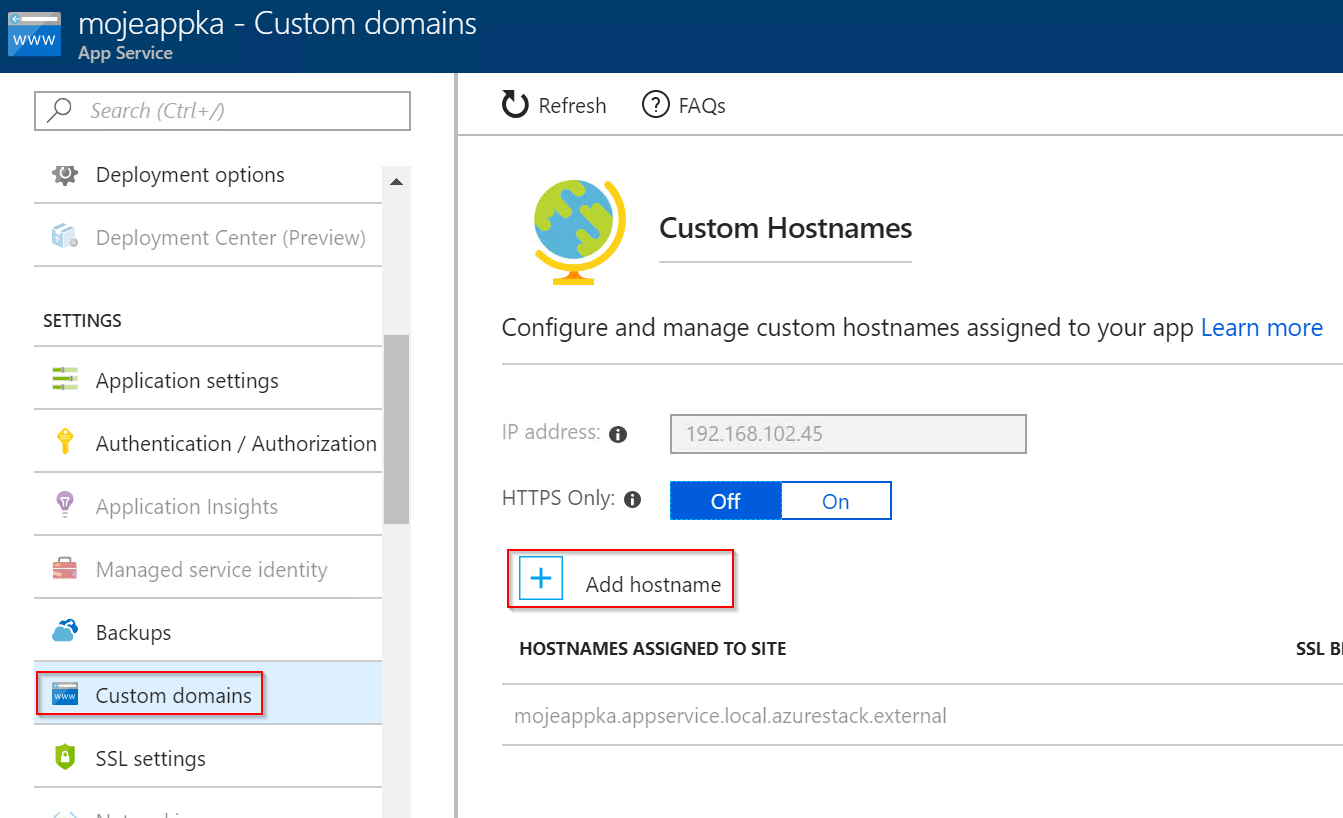 www
mojeappka - Custom domains
App Service
Search (Ctrl+/)
Deployment options
Deployment Center (Preview)
SETTINGS
Application settings
Authentication / Authorization
Application Insights
Managed service identity
Backups
www
Custom domains
SSL settings
Refresh
? FAQs
Custom Hostnames
Configure and manage custom hostnames assigned to your app Learn more
IP address:
192.168.102.45
HTTPS Only:
Off
On
+ Add hostname
HOSTNAMES ASSIGNED TO SITE
SSL
mojeappka.appservice.local.azurestack.external